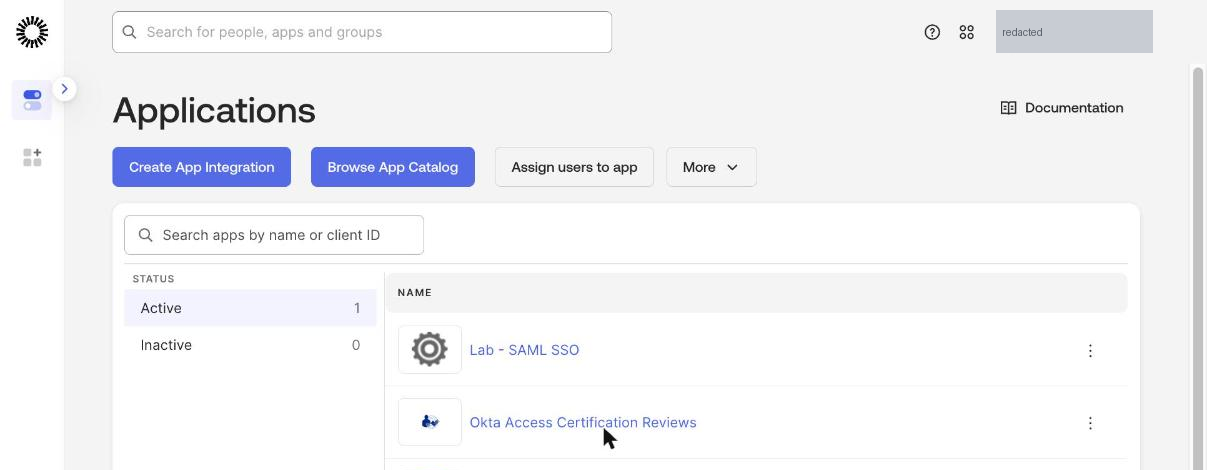 Search for people, apps and groups
redacted
Applications
Documentation
Create App Integration
Browse App Catalog
Assign users to app
More
Search apps by name or client ID
STATUS
Active 1
Inactive 0
NAME
Lab - SAML SSO
Okta Access Certification Reviews